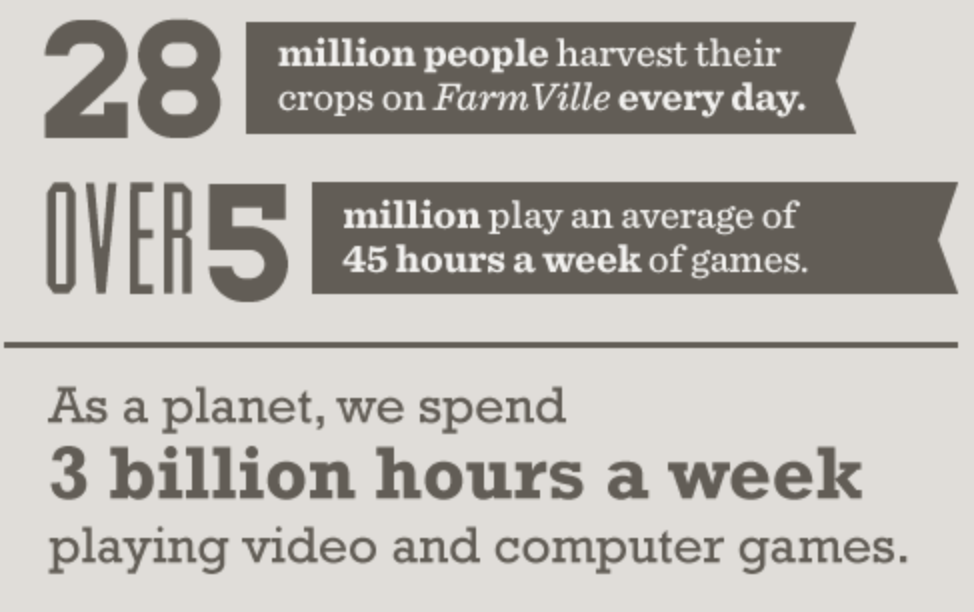 28 million people harvest their
crops on FarmVille every day.
OVER 5 million play an average of
45 hours a week of games.
As a planet, we spend
3 billion hours a week
playing video and computer games.